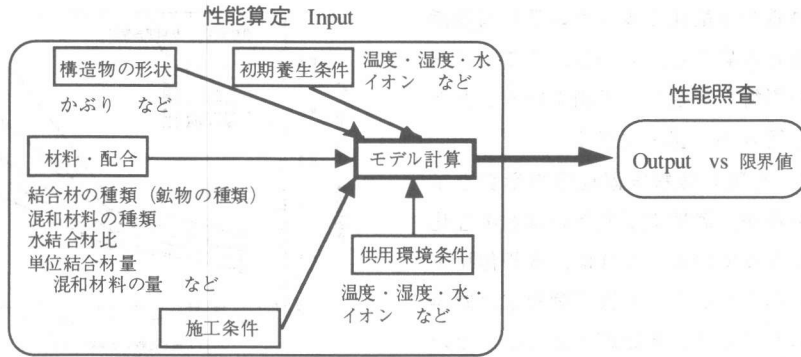 性能算定 Input
構造物の形状
かぶり など
初期養生条件
温度・湿度・水
イオン など
材料・配合
結合材の種類（鉱物の種類）
混和材料の種類
水結合材比
単位結合材量
混和材料の量 など
モデル計算
供用環境条件
温度・湿度・水・
イオン など
施工条件
性能照査
Output vs 限界値